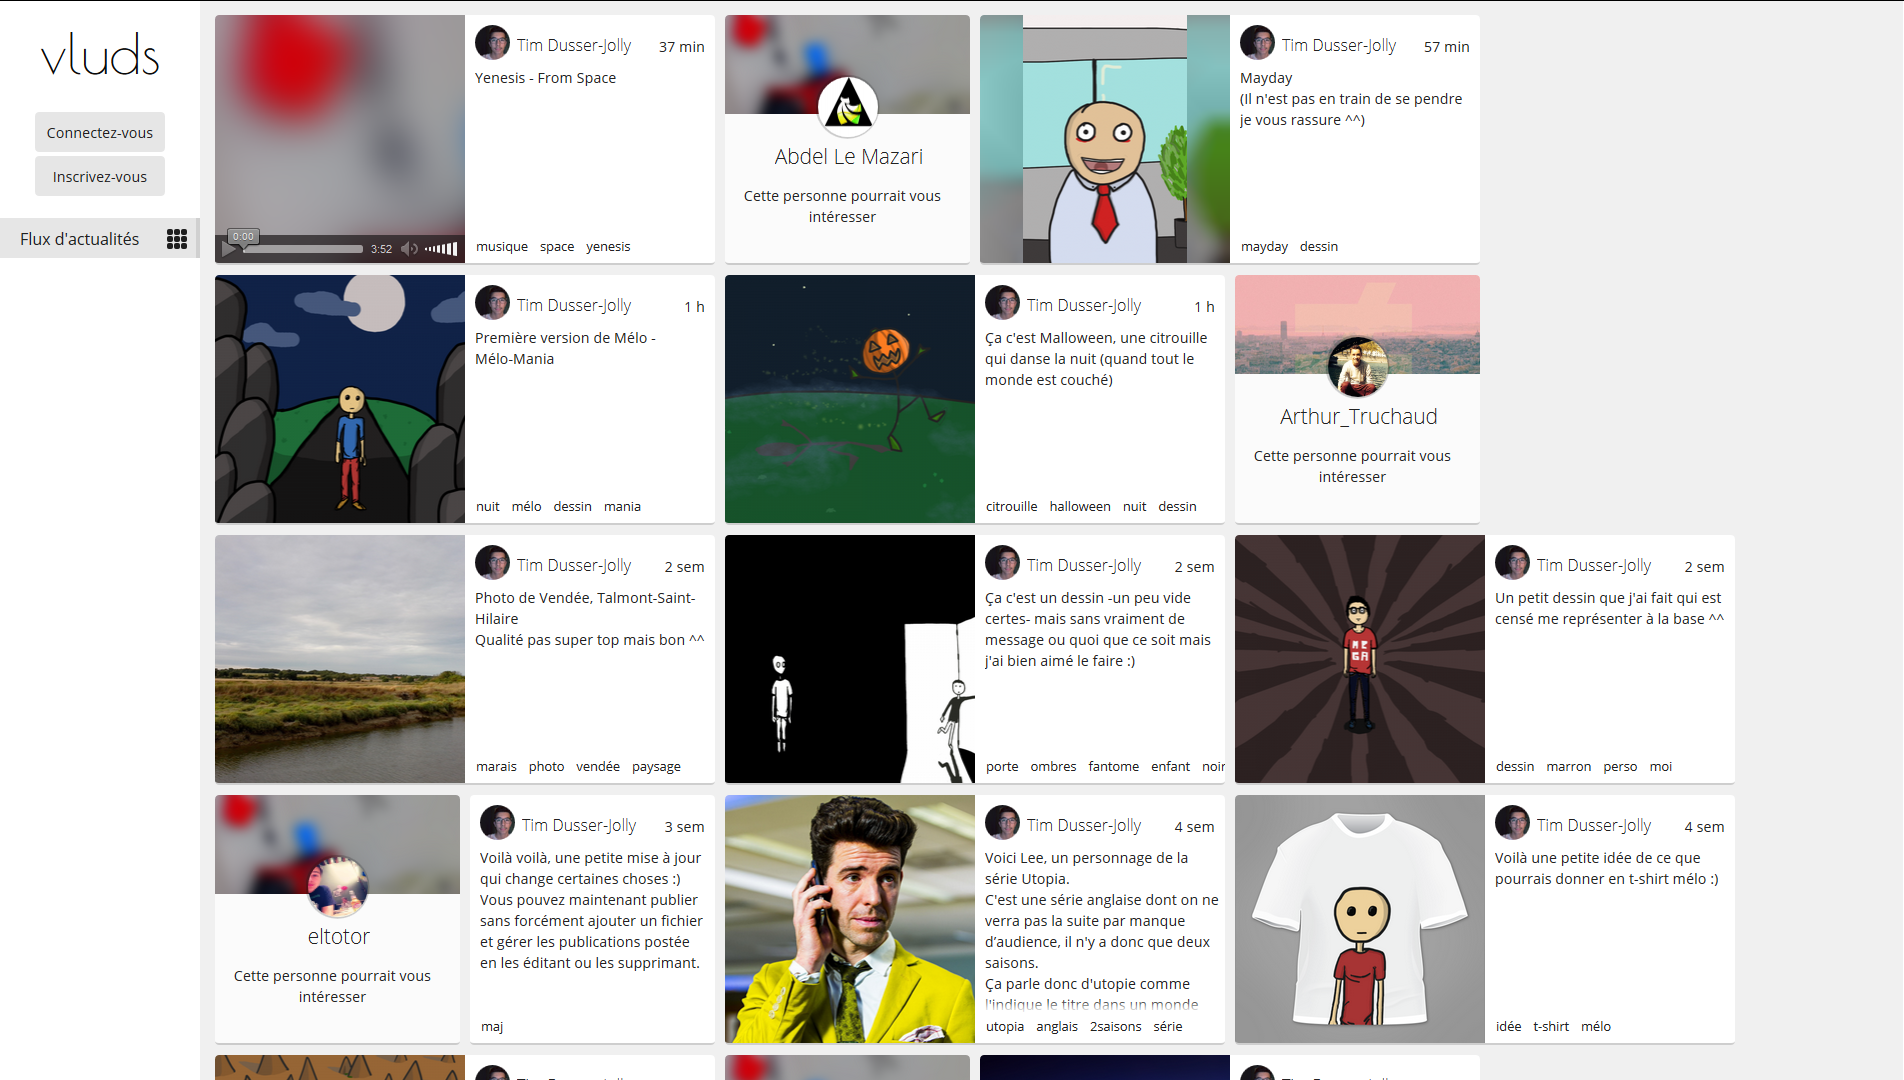 vluds
Connectez-vous
Inscrivez-vous
Flux d'actualités
0:00
3:52
Tim Dusser-Jolly
37 min
Yenesis - From Space
musique space yenesis
Abdel Le Mazari
Cette personne pourrait vous
intéresser
Tim Dusser-Jolly
57 min
Mayday
(Il n'est pas en train de se pendre
je vous rassure ^^)
mayday dessin
Tim Dusser-Jolly
1 h
Première version de Mélo -
Mélo-Mania
nuit mélo dessin mania
Tim Dusser-Jolly
1 h
Ça c'est Malloween, une citrouille
qui danse la nuit (quand tout le
monde est couché)
citrouille halloween nuit dessin
Arthur_Truchaud
Cette personne pourrait vous
intéresser
Tim Dusser-Jolly
2 sem
Photo de Vendée, Talmont-Saint-
Hilaire
Qualité pas super top mais bon ^^
marais photo vendée paysage
Tim Dusser-Jolly
2 sem
Ça c'est un dessin -un peu vide
certes- mais sans vraiment de
message ou quoi que ce soit mais
j'ai bien aimé le faire :)
porte ombres fantome enfant noir
MEGA
Tim Dusser-Jolly
2 sem
Un petit dessin que j'ai fait qui est
censé me représenter à la base ^^
dessin marron perso moi
eltotor
Cette personne pourrait vous
intéresser
Tim Dusser-Jolly
3 sem
Voilà voilà, une petite mise à jour
qui change certaines choses :)
Vous pouvez maintenant publier
sans forcément ajouter un fichier
et gérer les publications postée
en les éditant ou les supprimant.
maj
Tim Dusser-Jolly
4 sem
Voici Lee, un personnage de la
série Utopia.
C'est une série anglaise dont on ne
verra pas la suite par manque
d'audience, il n'y a donc que deux
saisons.
Ça parle donc d'utopie comme
l'indique le titre dans un monde
utopia anglais 2saisons série
Tim Dusser-Jolly
4 sem
Voilà une petite idée de ce que
pourrais donner en t-shirt mélo :)
idée t-shirt mélo